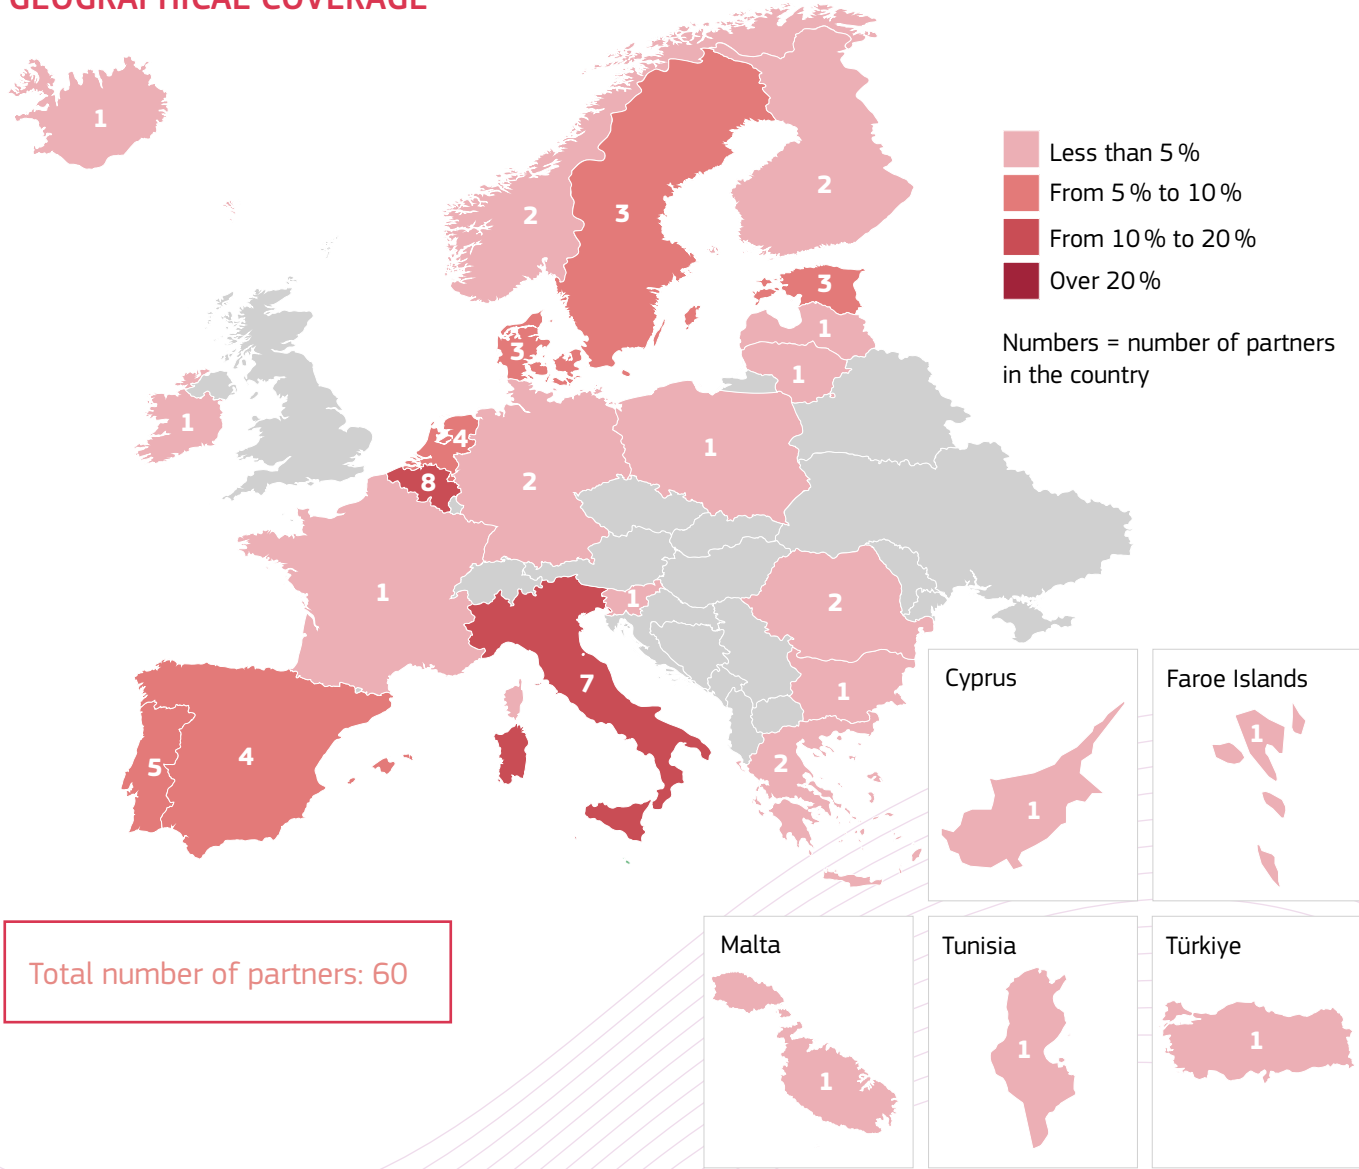 GEOGRAPHICAL COVERAGE
1
2
3
2
Less than 5 %
From 5 % to 10 %
From 10 % to 20 %
Over 20 %
Numbers = number of partners
in the country
3
1
3
1
1
4
1
8
2
1
1
2
7
1
5
4
2
Cyprus
1
Faroe Islands
1
Total number of partners: 60
Malta
1
Tunisia
1
Türkiye
1